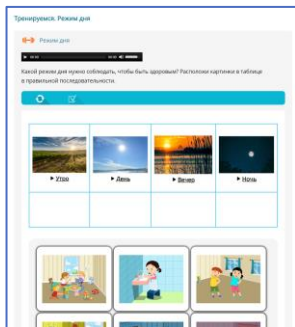 Тренируемся. Режим дня
Режим дня
Какой режим дня нужно соблюдать, чтобы быть здоровым? Расположи картинки в таблице
в правильной последовательности.
Утро
День
Вечер
Ночь